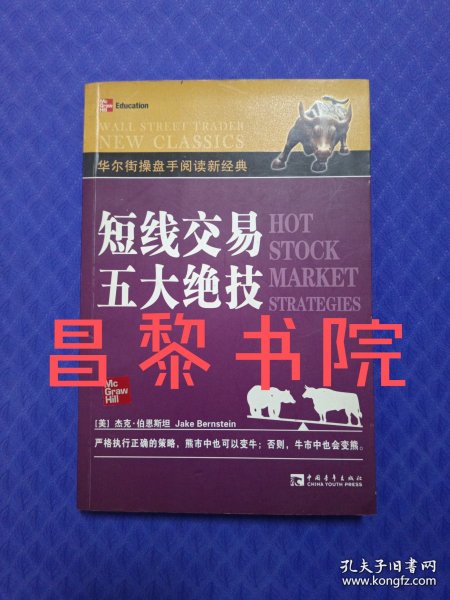 Mc
Graw
Hill
Education
WALL STREET TRADER
NEW CLASSICS
华尔街操盘手阅读新经典
短线交易
五大绝技
HOT
STOCK
MARKET
STRATEGIES
昌黎书院
Mc
Graw
Hill
[美] 杰克·伯恩斯坦 Jake Bernstein
严格执行正确的策略，熊市中也可以变牛；否则，牛市中也会变熊。
中国青年出版社
CHINA YOUTH PRESS
孔夫子旧书网
www.kongfz.com